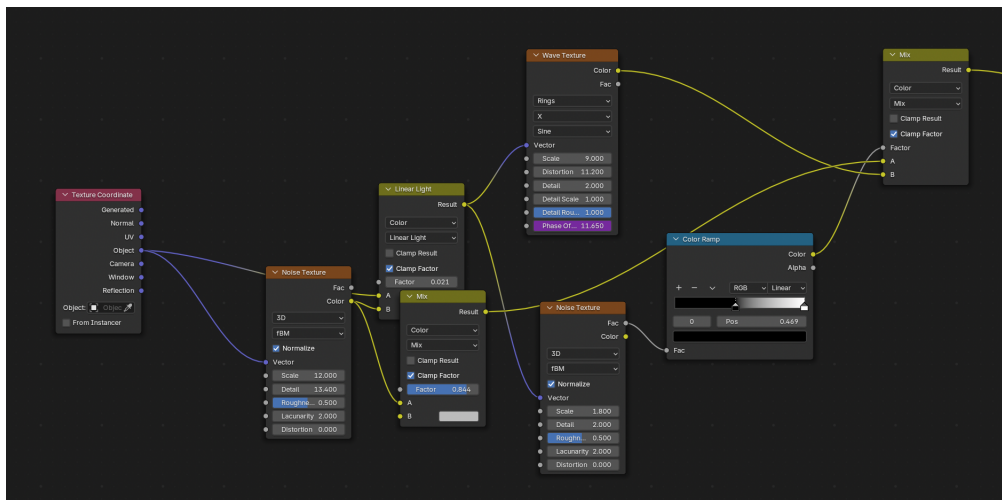 Texture Coordinate
Generated
Normal
UV
Object
Camera
Window
Reflection
Object: Objec
From Instancer
Noise Texture
Fac
Color
3D
fBM
Normalize
Vector
Scale 12.000
Detail 13.400
Roughne... 0.500
Lacunarity 2.000
Distortion 0.000
Linear Light
Result
Color
Linear Light
Clamp Result
Clamp Factor
Factor 0.021
A
B
Mix
Result
Color
Mix
Clamp Result
Clamp Factor
Factor 0.844
A
B
Wave Texture
Color
Fac
Rings
X
Sine
Vector
Scale 9.000
Distortion 11.200
Detail 2.000
Detail Scale 1.000
Detail Rou... 1.000
Phase Of... 11.650
Noise Texture
Fac
Color
3D
fBM
Normalize
Vector
Scale 1.800
Detail 2.000
Roughn... 0.500
Lacunarity 2.000
Distortion 0.000
Color Ramp
Color
Alpha
RGB Linear
0 Pos 0.469
Fac
Mix
Result
Color
Mix
Clamp Result
Clamp Factor
Factor
A
B